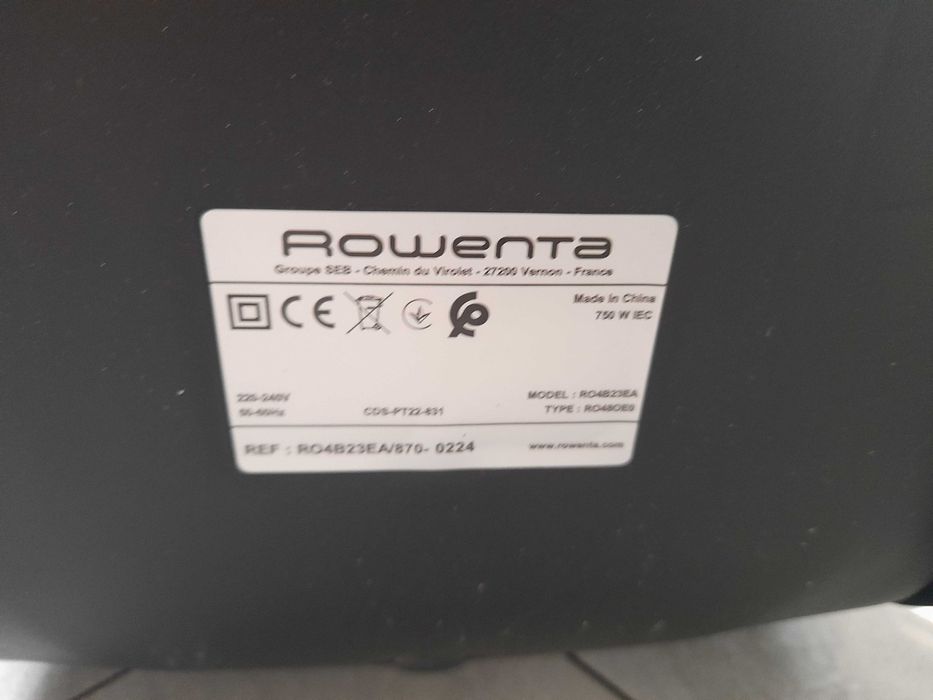 Rowenta
Groupe SEB - Chemin du Virolet - 27200 Vernon - France
CE
Made in China
750 W IEC
220-240V
50-60Hz
CDS-PT22-831
MODEL : RO4B23EA
TYPE : RO48OE0
REF : RO4B23EA/870- 0224
www.rowenta.com